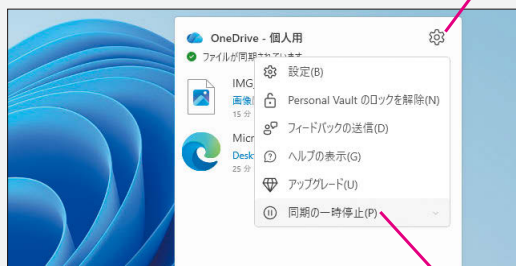 OneDrive - 個人用
ファイルが同期されています
設定(B)
IMG_
画像
Personal Vault のロックを解除(N)
15 分
フィードバックの送信(D)
Micr
Desk
ヘルプの表示(G)
25 分
アップグレード(U)
同期の一時停止(P)